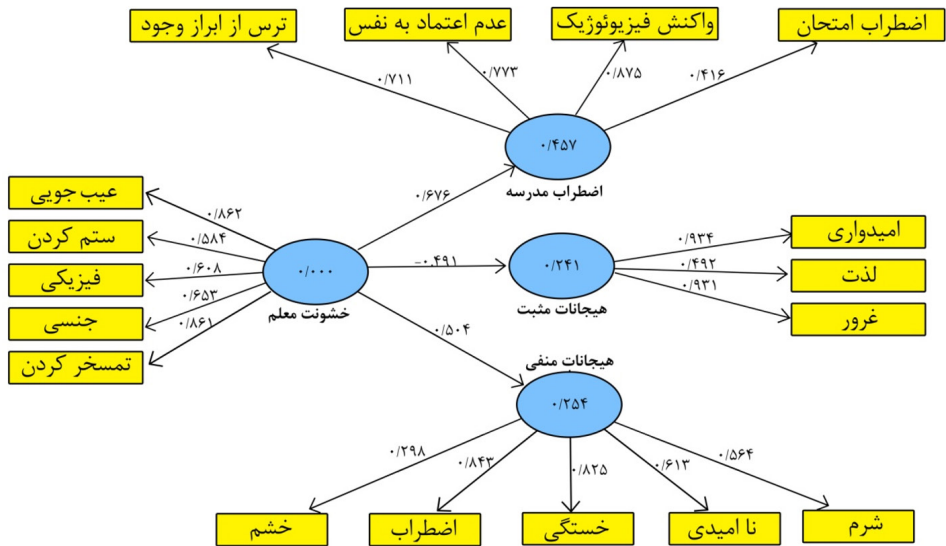 اضطراب امتحان
واکنش فیزیوئوژیک
عدم اعتماد به نفس
ترس از ابراز وجود
۰/۴۱۶
۰/۸۷۵
۰/۷۷۳
۰/۷۱۱
۰/۴۵۷
اضطراب مدرسه
۰/۶۷۶
عیب جویی
۰/۸۶۲
ستم کردن
۰/۵۸۴
فیزیکی
۰/۶۰۸
جنسی
۰/۶۵۳
تمسخر کردن
۰/۸۶۱
۰/۰۰۰
خشونت معلم
-۰.۴۹۱
۰/۲۴۱
هیجانات مثبت
امیدواری
۰/۹۳۴
لذت
۰/۴۹۲
غرور
۰/۹۳۱
۰/۵۰۴
هیجانات منفی
۰/۲۵۴
۰/۵۶۴
۰/۶۱۳
۰/۸۲۵
۰/۸۴۳
۰/۲۹۸
شرم
نا امیدی
خستگی
اضطراب
خشم